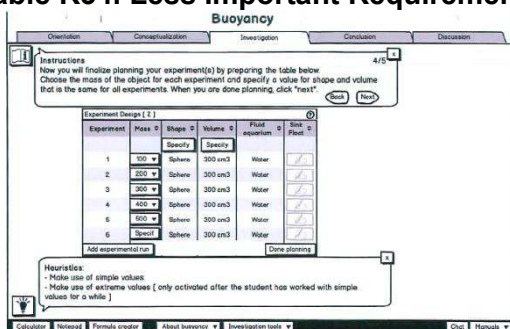 Buoyancy
Orientation Conceptualization Investigation Conclusion Discussion
Instructions 4/5 x
Now you will finalize planning your experiment(s) by preparing the table below.
Choose the mass of the object for each experiment and specify a value for shape and volume
that is the same for all experiments. When you are done planning, click "next".
Back Next
Experiment Design [ 2 ] ?
Experiment Mass Shape Volume Fluid aquarium Sink Float
Specify Specify
1 100 Sphere 300 cm3 Water
2 200 Sphere 300 cm3 Water
3 300 Sphere 300 cm3 Water
4 400 Sphere 300 cm3 Water
5 500 Sphere 300 cm3 Water
6 Specif Sphere 300 cm3 Water
Add experimental run Done planning
x
Heuristics:
- Make use of simple values
- Make use of extreme values [ only activated after the student has worked with simple
values for a while ]
Calculator Notepad Formula creator About buoyancy Investigation tools Chat Manuals